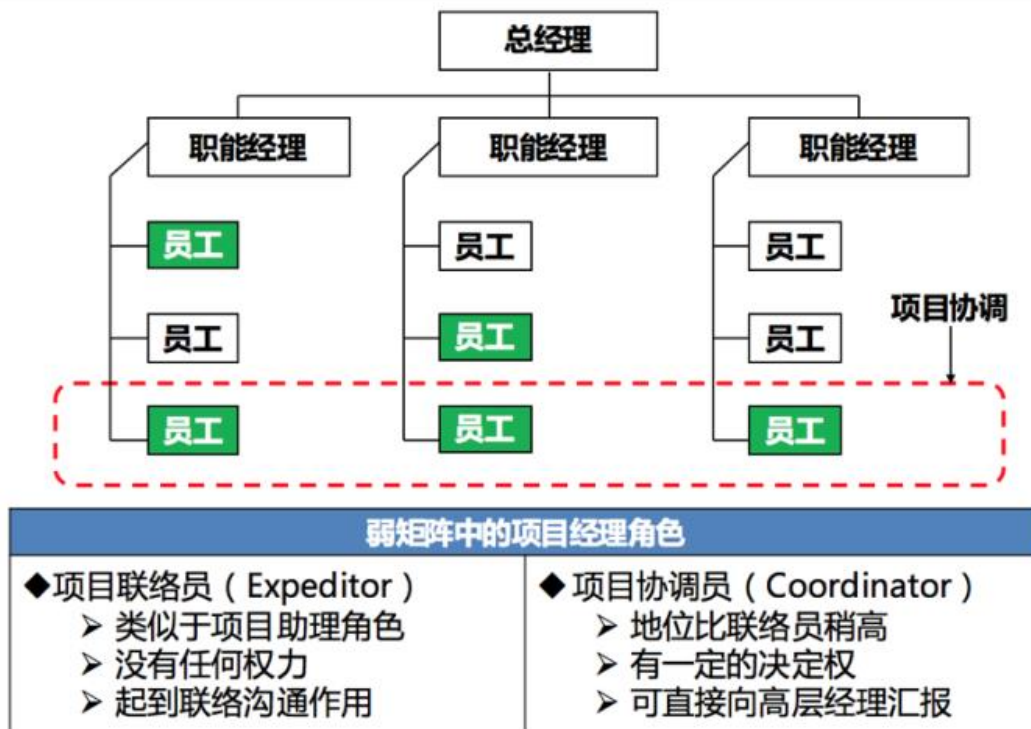 总经理
职能经理
职能经理
职能经理
员工
员工
员工
员工
员工
员工
项目协调
员工
员工
员工
弱矩阵中的项目经理角色
◆项目联络员（Expeditor）
➢ 类似于项目助理角色
➢ 没有任何权力
➢ 起到联络沟通作用
◆项目协调员（Coordinator）
➢ 地位比联络员稍高
➢ 有一定的决定权
➢ 可直接向高层经理汇报